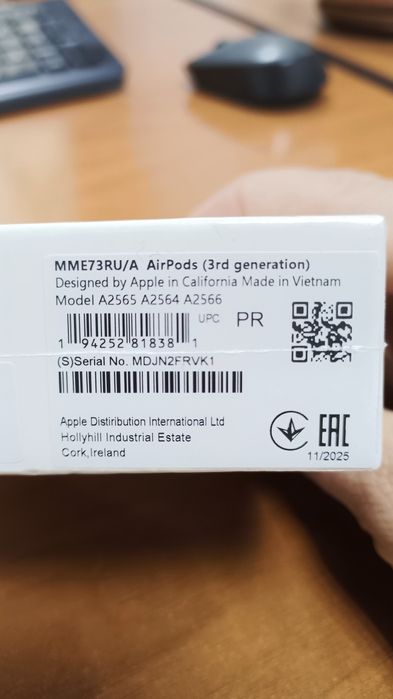 MME73RU/A AirPods (3rd generation)
Designed by Apple in California Made in Vietnam
Model A2565 A2564 A2566
UPC PR
1 94252 81838 1
(S)Serial No. MDJN2FRVK1
Apple Distribution International Ltd
Hollyhill Industrial Estate
Cork,Ireland
EAC
11/2025